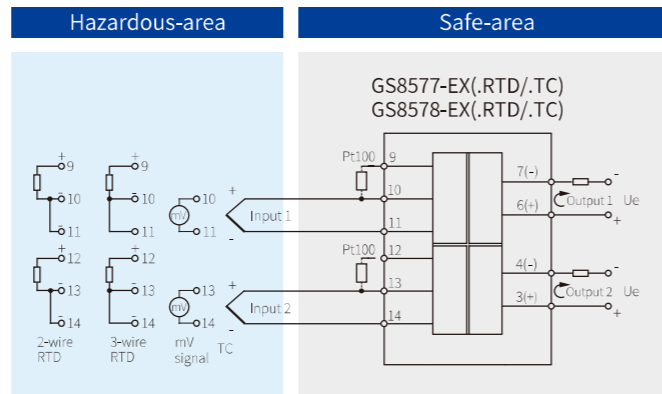 Hazardous-area
Safe-area
GS8577-EX(.RTD/.TC)
GS8578-EX(.RTD/.TC)
Pt100 9
7(-) -
+ 9 + 9
10 + - 10 - 10 10
Output 1 Ue
mV Input 1
6(+) +
- 11 - 11 11 - 11
Pt100 12
+ 12 + 12
4(-) -
13 + - 13 - 13 13
Output 2 Ue
mV Input 2
3(+) +
14 14 14 - 14
2-wire RTD
3-wire RTD
mV signal
TC